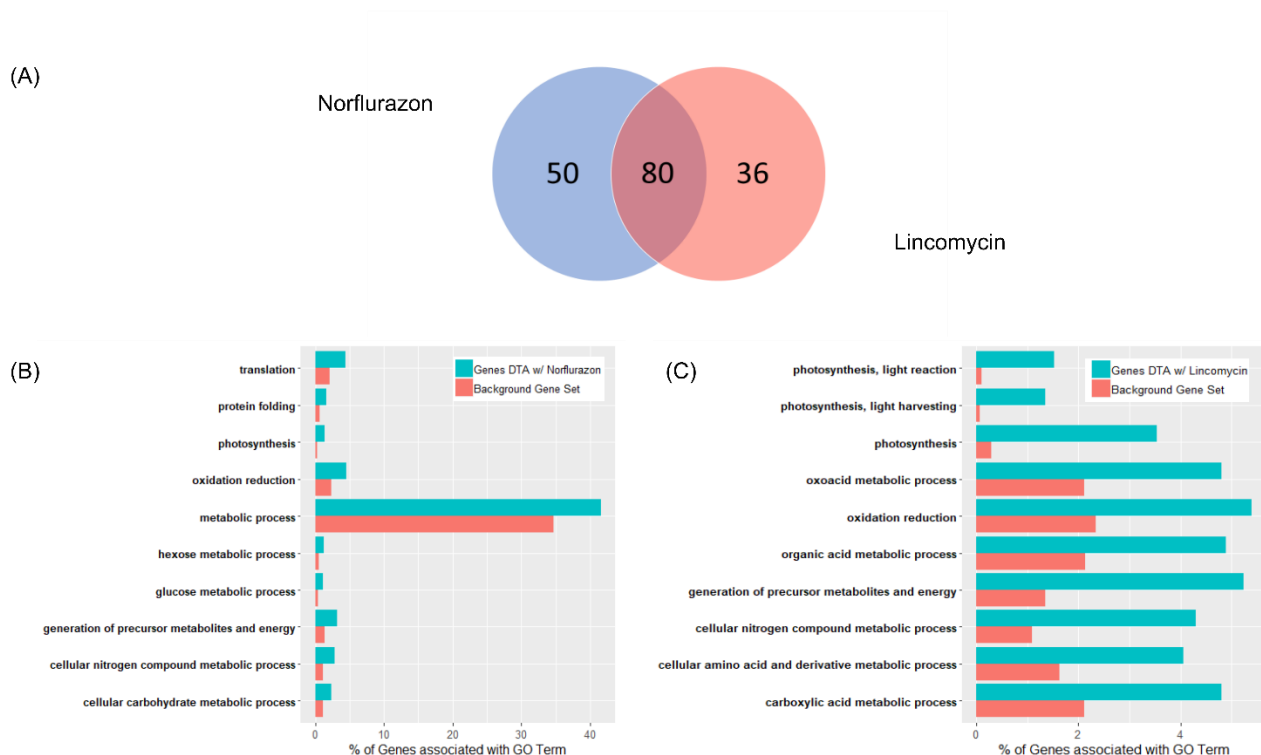 (A)
Norflurazon
50
80
36
Lincomycin
(B)
translation
protein folding
photosynthesis
oxidation reduction
metabolic process
hexose metabolic process
glucose metabolic process
generation of precursor metabolites and energy
cellular nitrogen compound metabolic process
cellular carbohydrate metabolic process
Genes DTA w/ Norflurazon
Background Gene Set
0 10 20 30 40
% of Genes associated with GO Term
(C)
photosynthesis, light reaction
photosynthesis, light harvesting
photosynthesis
oxoacid metabolic process
oxidation reduction
organic acid metabolic process
generation of precursor metabolites and energy
cellular nitrogen compound metabolic process
cellular amino acid and derivative metabolic process
carboxylic acid metabolic process
Genes DTA w/ Lincomycin
Background Gene Set
0 2 4
% of Genes associated with GO Term